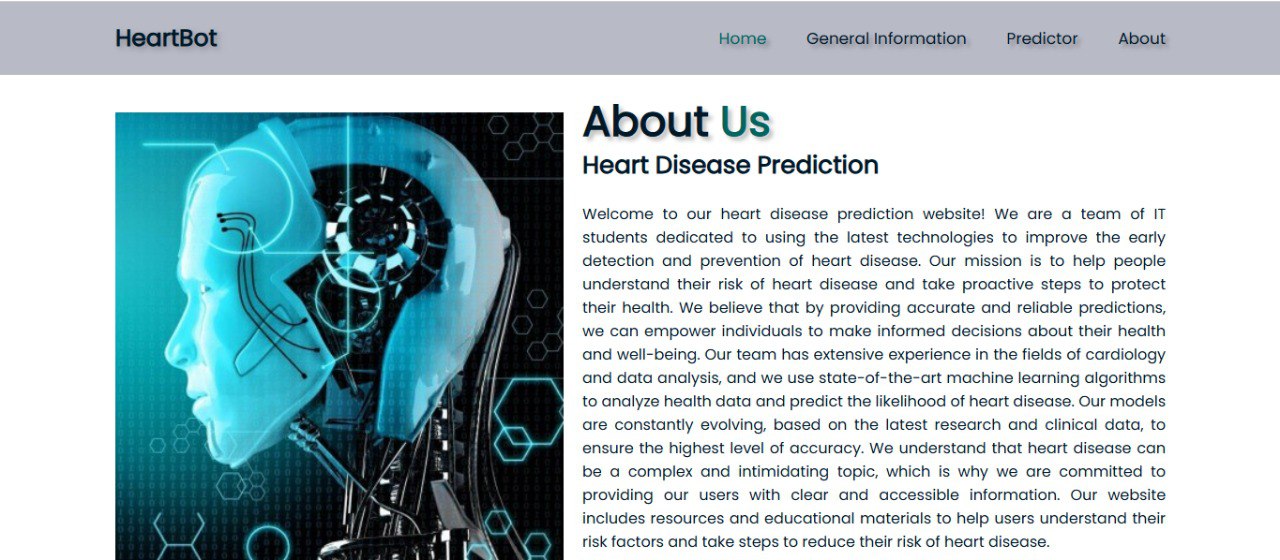 HeartBot
Home General Information Predictor About
About Us
Heart Disease Prediction
Welcome to our heart disease prediction website! We are a team of IT
students dedicated to using the latest technologies to improve the early
detection and prevention of heart disease. Our mission is to help people
understand their risk of heart disease and take proactive steps to protect
their health. We believe that by providing accurate and reliable predictions,
we can empower individuals to make informed decisions about their health
and well-being. Our team has extensive experience in the fields of cardiology
and data analysis, and we use state-of-the-art machine learning algorithms
to analyze health data and predict the likelihood of heart disease. Our models
are constantly evolving, based on the latest research and clinical data, to
ensure the highest level of accuracy. We understand that heart disease can
be a complex and intimidating topic, which is why we are committed to
providing our users with clear and accessible information. Our website
includes resources and educational materials to help users understand their
risk factors and take steps to reduce their risk of heart disease.